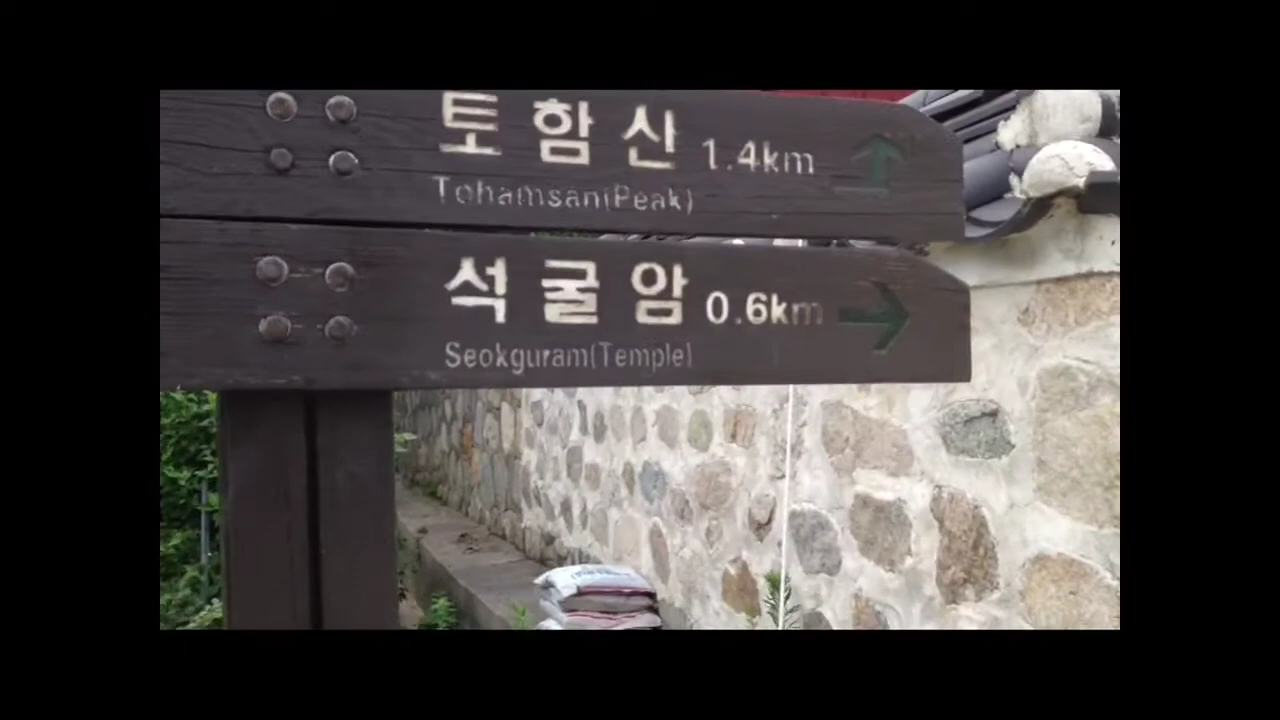 토함산 1.4km
Tohamsan(Peak)
석굴암 0.6km
Seokguram(Temple)